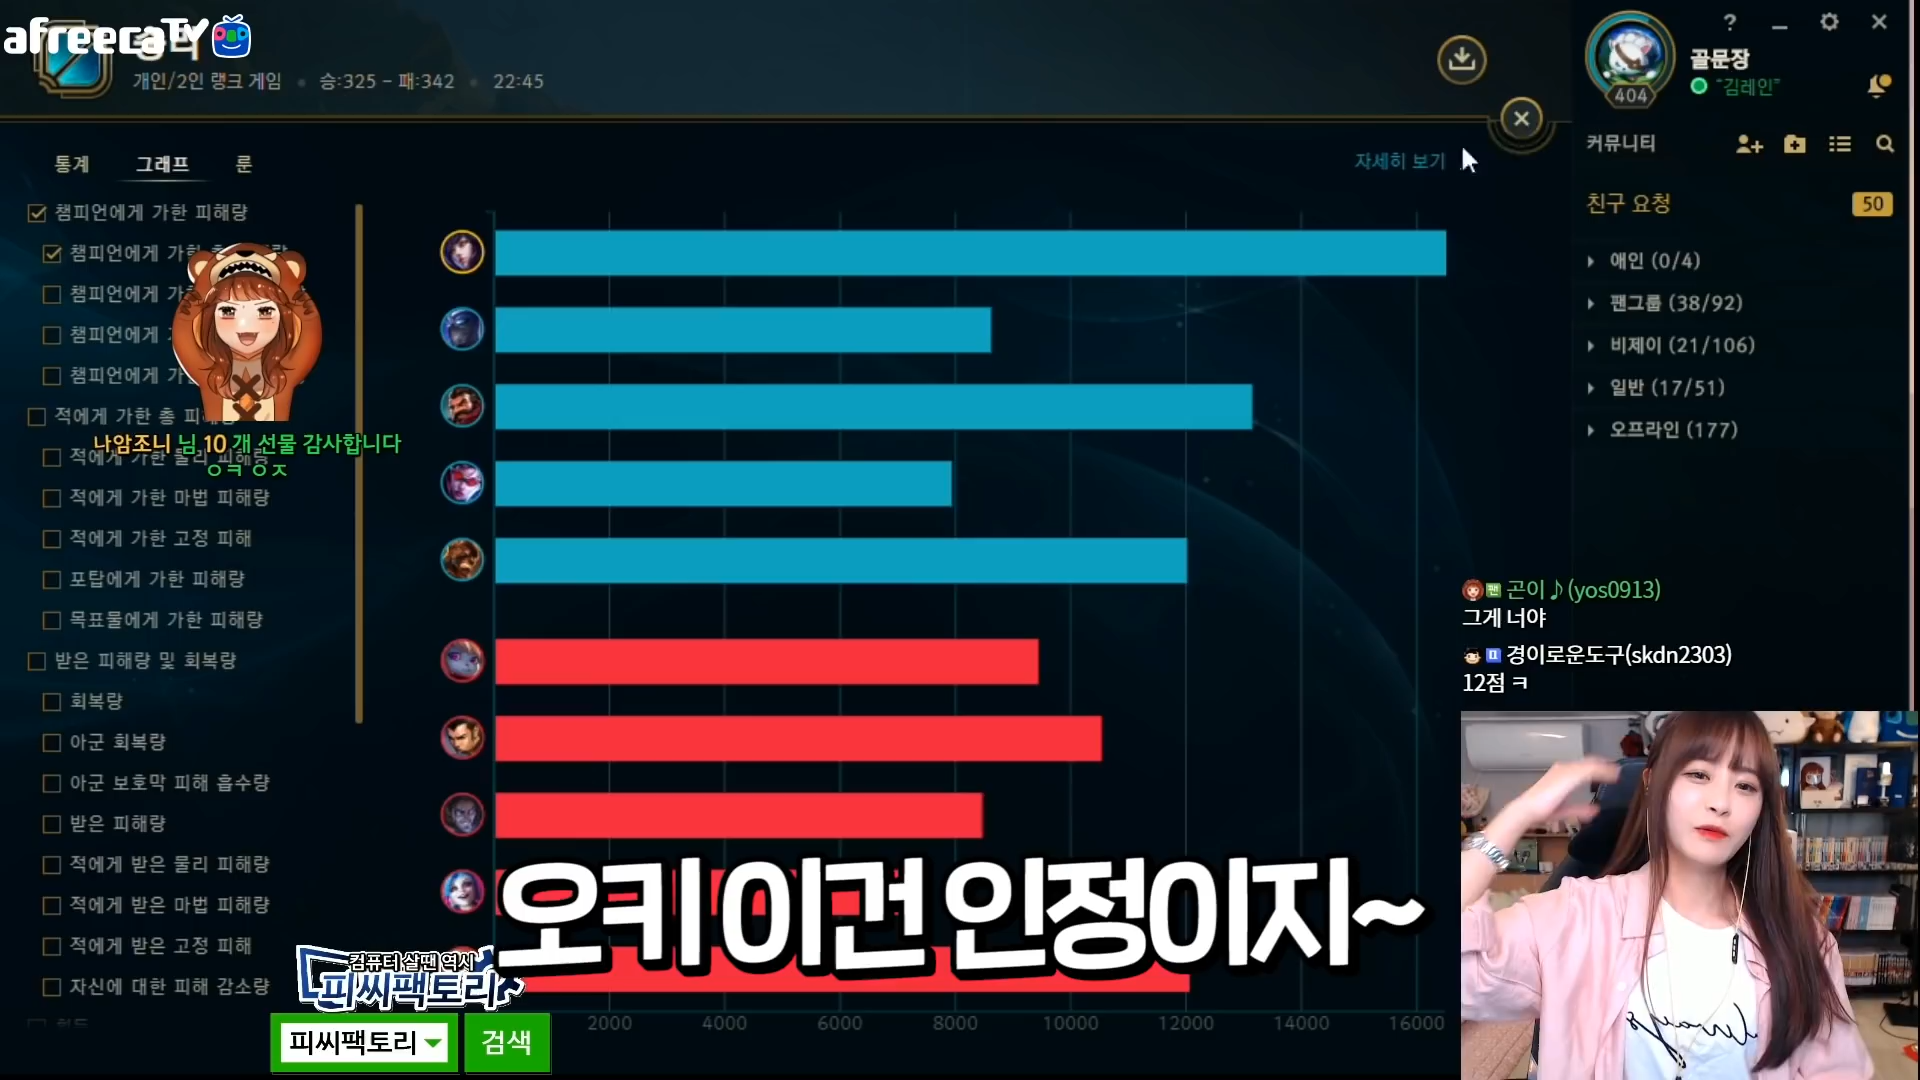 afreecaTV
개인/2인 랭크 게임 • 승:325 - 패:342 • 22:45
통계 그래프 룬
자세히 보기
챔피언에게 가한 피해량
챔피언에게 가한
챔피언에게
챔피언에게
챔피언에게
적에게 가한 총
나암조니 님 10 개 선물 감사합니다
ㅇㅋ ㅇㅈ
적에게 가한 물리 피해량
적에게 가한 마법 피해량
적에게 가한 고정 피해
포탑에게 가한 피해량
목표물에게 가한 피해량
받은 피해량 및 회복량
회복량
아군 회복량
아군 보호막 피해 흡수량
받은 피해량
적에게 받은 물리 피해량
적에게 받은 마법 피해량
적에게 받은 고정 피해
자신에 대한 피해 감소량
2000 4000 6000 8000 10000 12000 14000 16000
오키 이건 인정이지~
컴퓨터 살땐 역시
피씨팩토리
피씨팩토리 검색
?
골문장
404
"김레인"
커뮤니티
친구 요청 50
애인 (0/4)
팬그룹 (38/92)
비제이 (21/106)
일반 (17/51)
오프라인 (177)
팬 곤이♪(yos0913)
그게 너야
경이로운도구(skdn2303)
12점 ㅋ